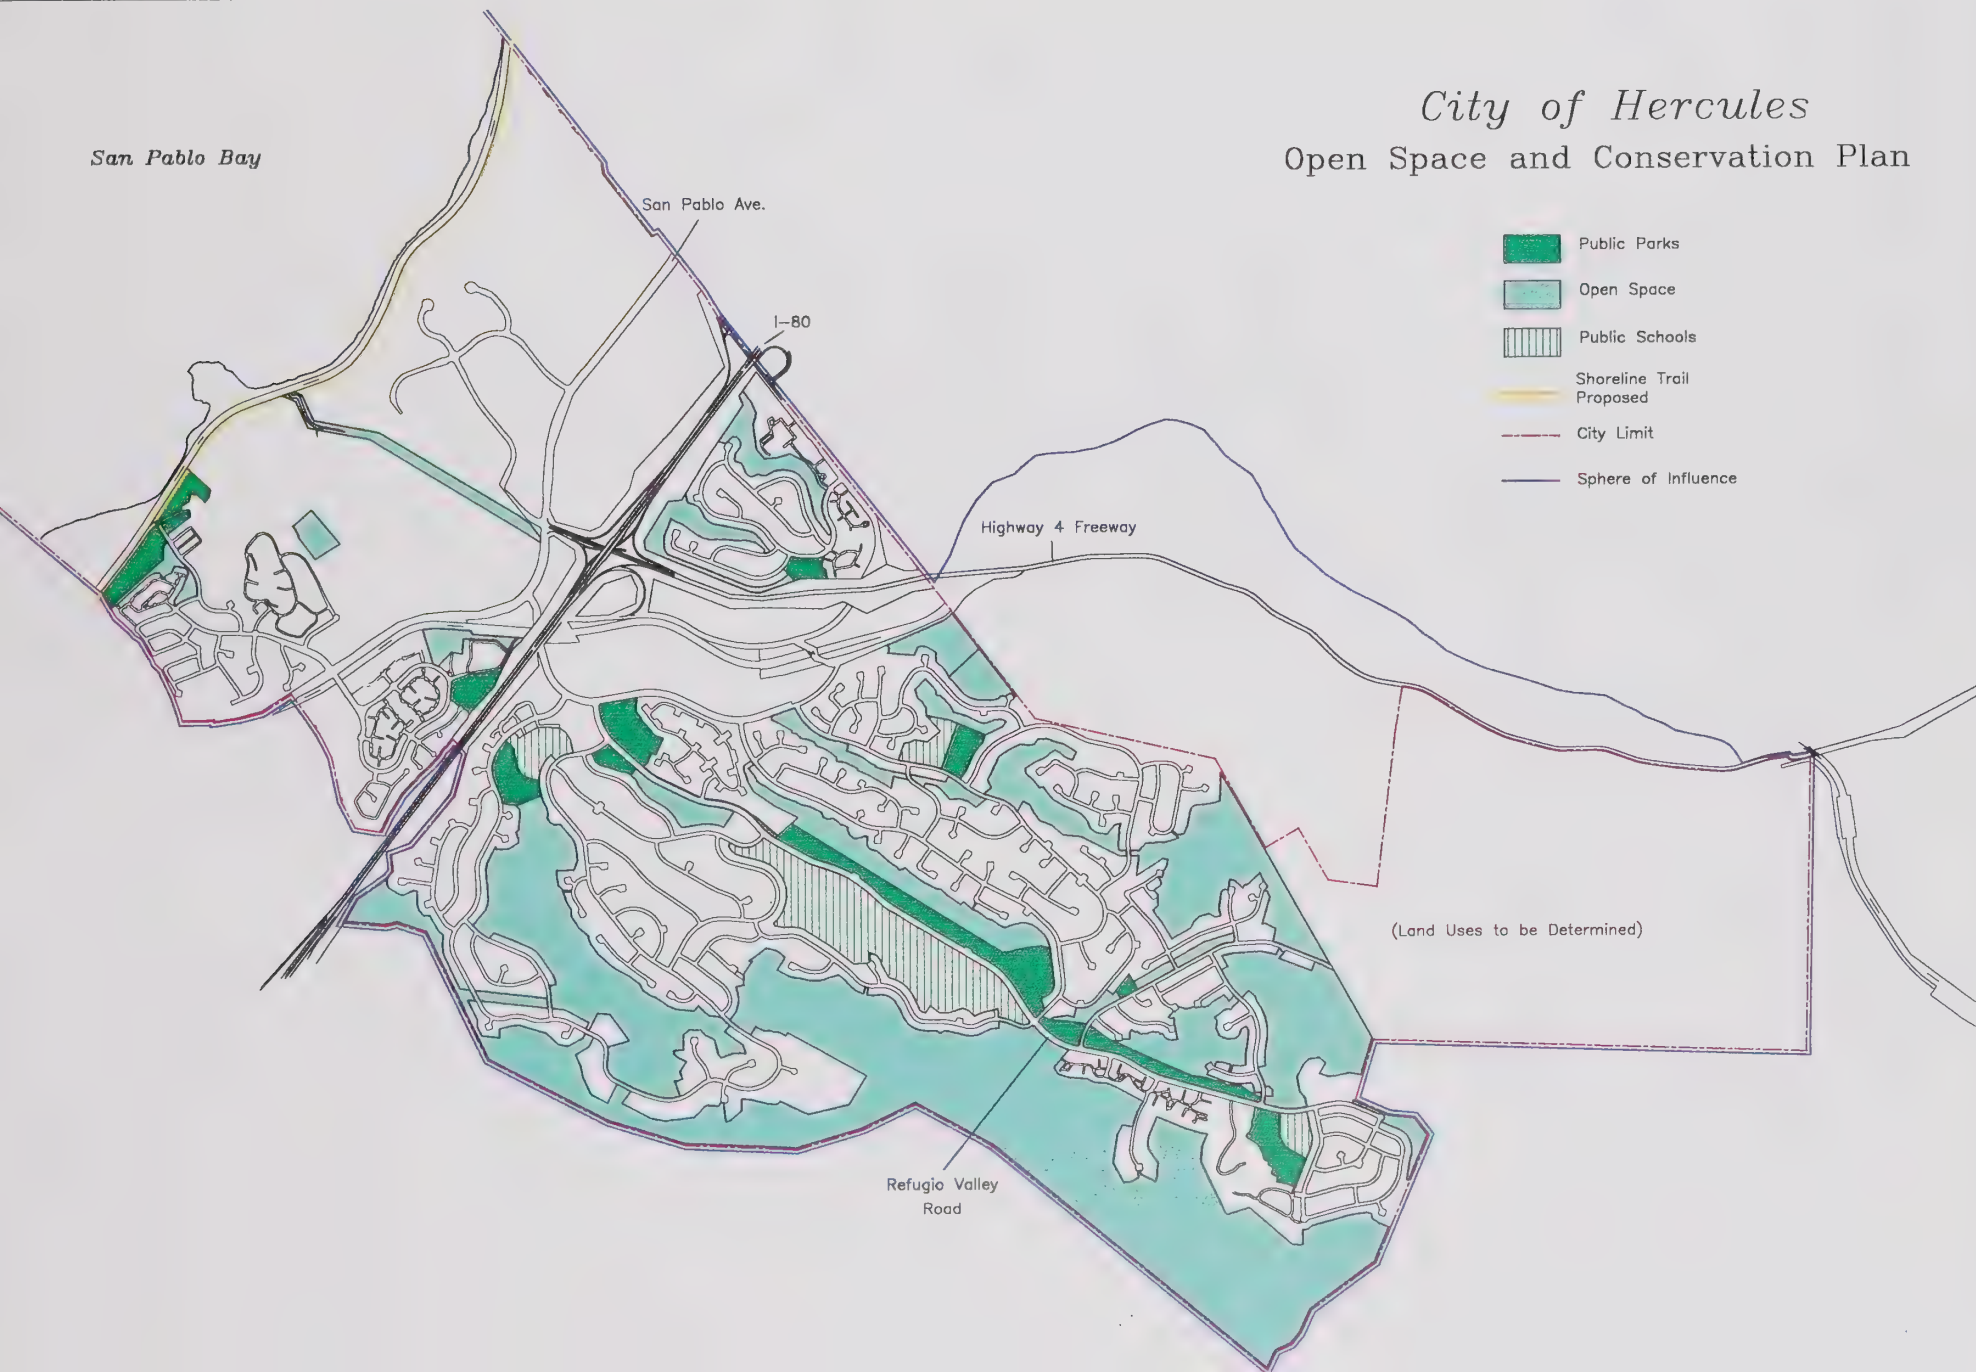 City of Hercules
Open Space and Conservation Plan
San Pablo Bay
San Pablo Ave.
I-80
Public Parks
Open Space
Public Schools
Shoreline Trail
Proposed
City Limit
Sphere of Influence
Highway 4 Freeway
(Land Uses to be Determined)
Refugio Valley
Road